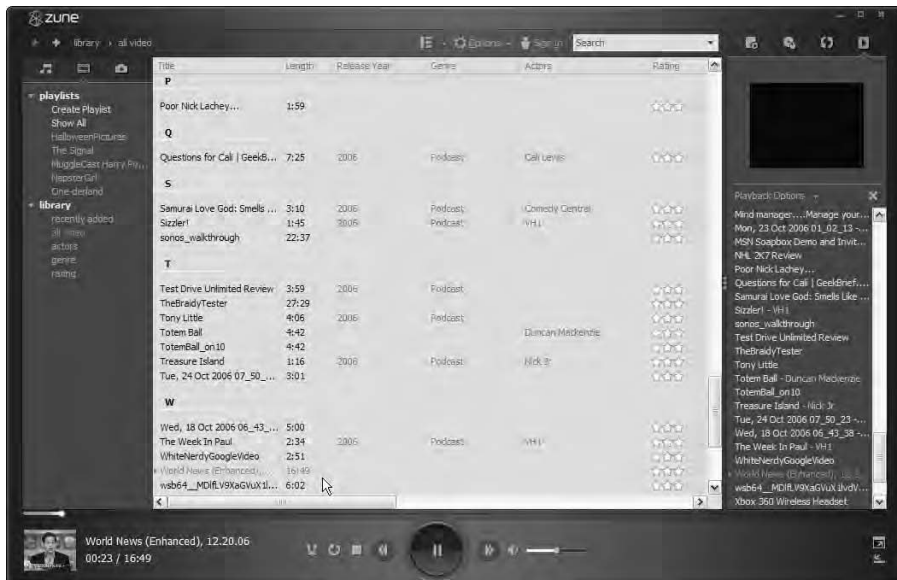 zune
library › all video
Options
Sign In
Search
Title Length Release Year Genre Actors Rating
playlists
Create Playlist
Show All
HalloweenPictures
The Signal
MuggleCast Harry Po...
HepsterGirl
One-derland
library
recently added
all video
actors
genre
rating
P
Poor Nick Lachey... 1:59
Q
Questions for Cali | GeekB... 7:25 2006 Podcast Cali Lewis
S
Samurai Love God: Smells ... 3:10 2006 Podcast Comedy Central
Sizzler! 1:45 2006 Podcast VH1
sonos_walkthrough 22:37
T
Test Drive Unlimited Review 3:59 2006 Podcast
TheBraidyTester 27:29
Tony Little 4:06 2006 Podcast
Totem Ball 4:42 Duncan Mackenzie
TotemBall_on10 4:42
Treasure Island 1:16 2006 Podcast Nick Jr
Tue, 24 Oct 2006 07_50_... 3:01
W
Wed, 18 Oct 2006 06_43_... 5:00
The Week In Paul 2:34 2006 Podcast VH1
WhiteNerdyGoogleVideo 2:51
World News (Enhanced),... 16:49
wsb64__MDlfLV9XaGVuX1l... 6:02
Playback Options
Mind manager....Manage your...
Mon, 23 Oct 2006 01_02_13 -...
MSN Soapbox Demo and Invit...
NHL 2K7 Review
Poor Nick Lachey...
Questions for Cali | GeekBrief....
Samurai Love God: Smells Like ...
Sizzler! - VH1
sonos_walkthrough
Test Drive Unlimited Review
TheBraidyTester
Tony Little
Totem Ball - Duncan Mackenzie
TotemBall_on10
Treasure Island - Nick Jr
Tue, 24 Oct 2006 07_50_23 -...
Wed, 18 Oct 2006 06_43_38 -...
The Week In Paul - VH1
WhiteNerdyGoogleVideo
World News (Enhanced),
wsb64__MDlfLV9XaGVuX1lvdV...
Xbox 360 Wireless Headset
World News (Enhanced), 12.20.06
00:23 / 16:49